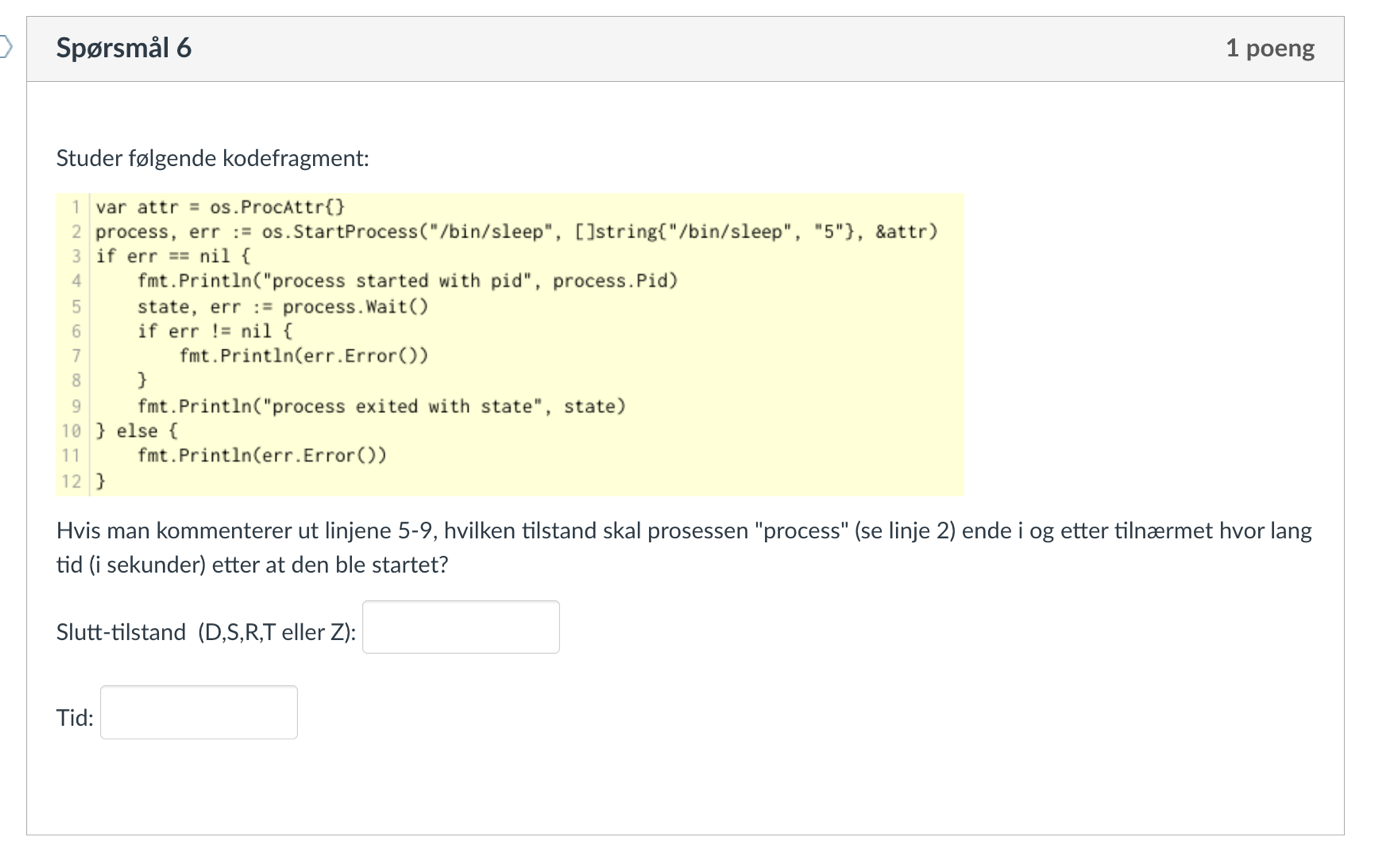 Spørsmål 6
1 poeng
Studer følgende kodefragment:
1 var attr = os.ProcAttr{}
2 process, err := os.StartProcess("/bin/sleep", []string{"/bin/sleep", "5"}, &attr)
3 if err == nil {
4     fmt.Println("process started with pid", process.Pid)
5     state, err := process.Wait()
6     if err != nil {
7         fmt.Println(err.Error())
8     }
9     fmt.Println("process exited with state", state)
10 } else {
11     fmt.Println(err.Error())
12 }
Hvis man kommenterer ut linjene 5-9, hvilken tilstand skal prosessen "process" (se linje 2) ende i og etter tilnærmet hvor lang
tid (i sekunder) etter at den ble startet?
Slutt-tilstand (D,S,R,T eller Z):
Tid: